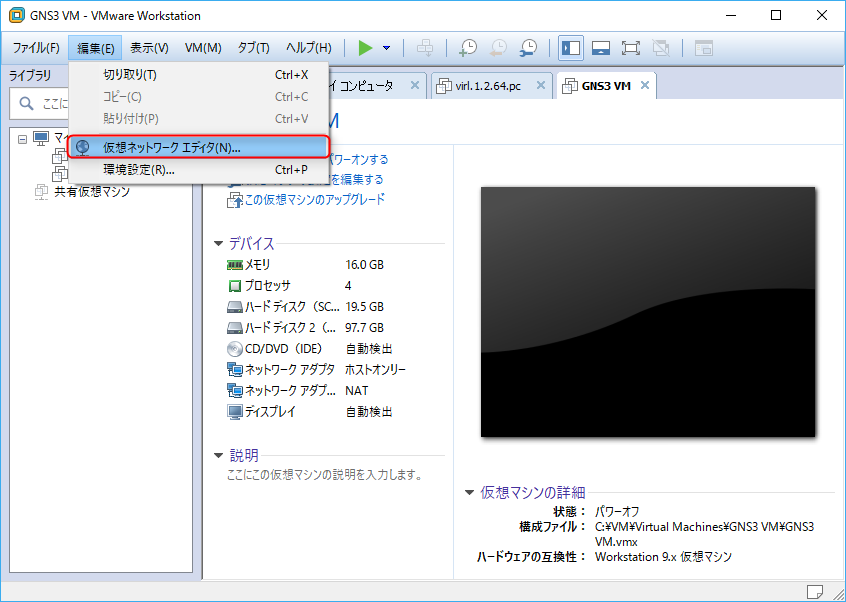 GNS3 VM - VMware Workstation
ファイル(F) 編集(E) 表示(V) VM(M) タブ(T) ヘルプ(H)
ライブラリ
ここに
切り取り(T) Ctrl+X
コピー(C) Ctrl+C
貼り付け(P) Ctrl+V
仮想ネットワーク エディタ(N)...
環境設定(R)... Ctrl+P
イ コンピュータ
virl.1.2.64.pc
GNS3 VM
マイ
共有仮想マシン
M
パワーオンする
を編集する
この仮想マシンのアップグレード
デバイス
メモリ 16.0 GB
プロセッサ 4
ハード ディスク（SC... 19.5 GB
ハード ディスク 2（... 97.7 GB
CD/DVD（IDE） 自動検出
ネットワーク アダプタ ホストオンリー
ネットワーク アダプ... NAT
ディスプレイ 自動検出
説明
ここにこの仮想マシンの説明を入力します。
仮想マシンの詳細
状態： パワーオフ
構成ファイル： C:¥VM¥Virtual Machines¥GNS3 VM¥GNS3
VM.vmx
ハードウェアの互換性： Workstation 9.x 仮想マシン